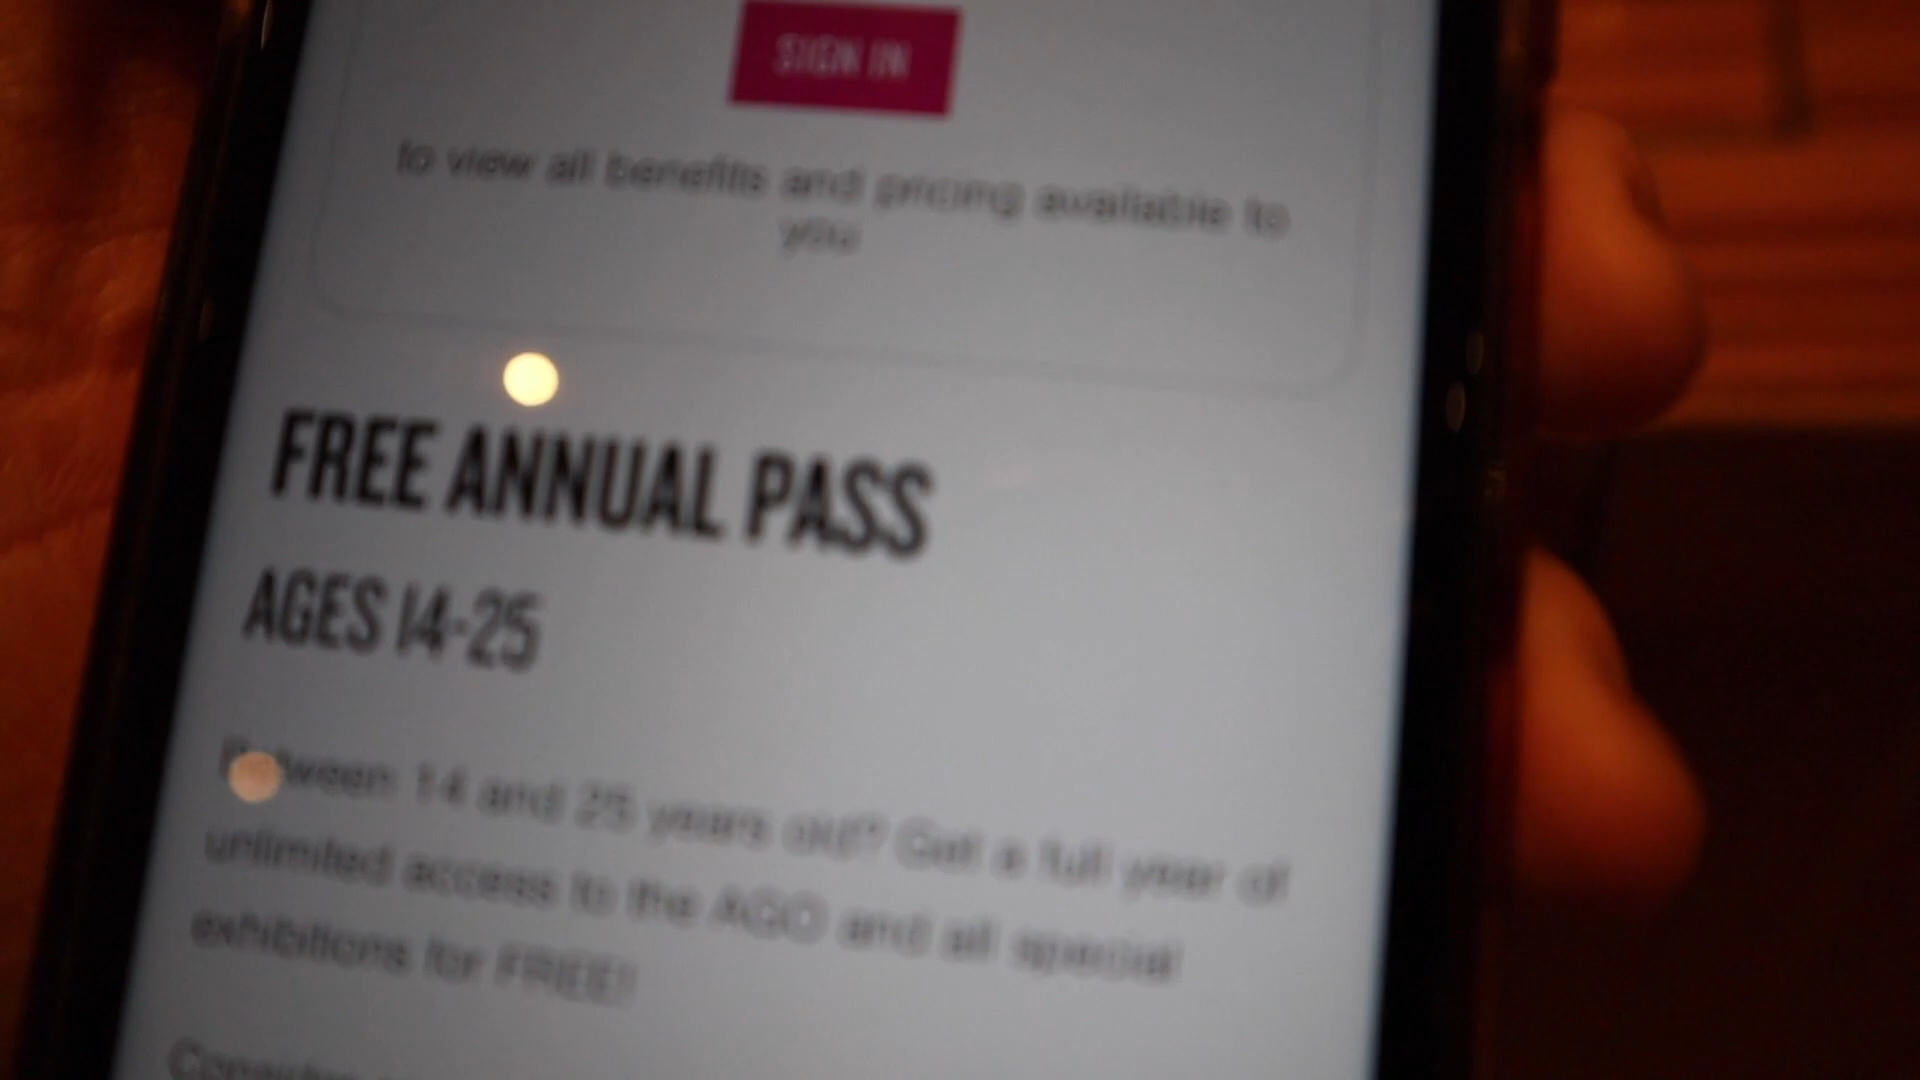 SIGN IN
to view all benefits and pricing available to
you
FREE ANNUAL PASS
AGES 14-25
Between 14 and 25 years old? Get a full year of
unlimited access to the AGO and all special
exhibitions for FREE!